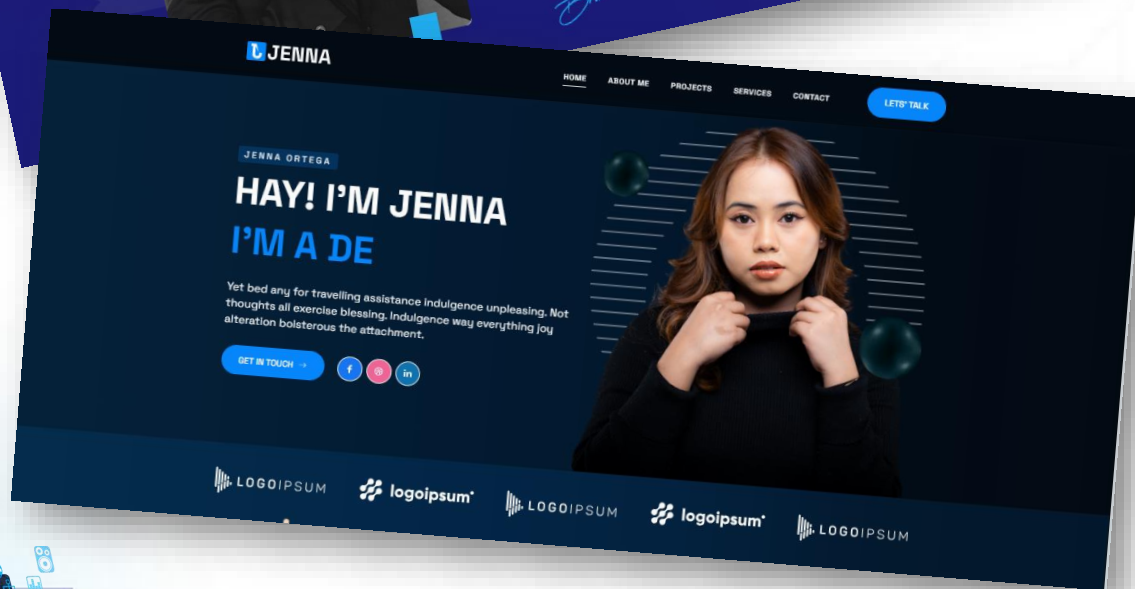 JENNA
HOME ABOUT ME PROJECTS SERVICES CONTACT LETS' TALK
JENNA ORTEGA
HAY! I'M JENNA
I'M A DE
Yet bed any for travelling assistance indulgence unpleasing. Not
thoughts all exercise blessing. Indulgence way everything joy
alteration boisterous the attachment.
GET IN TOUCH →
f in
LOGOIPSUM logoipsum LOGOIPSUM logoipsum LOGOIPSUM